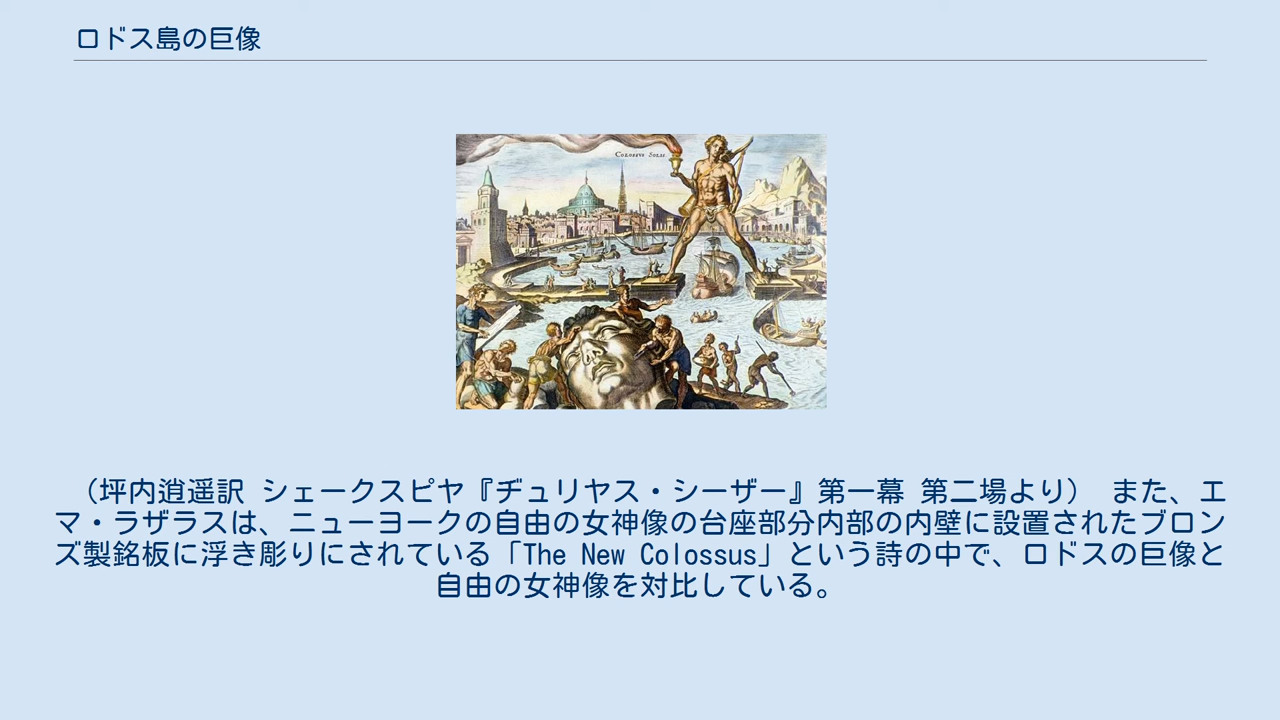 ロドス島の巨像
COLOSSVS SOLIS
（坪内逍遥訳 シェークスピヤ『ヂュリヤス・シーザー』第一幕 第二場より） また、エ
マ・ラザラスは、ニューヨークの自由の女神像の台座部分内部の内壁に設置されたブロン
ズ製銘板に浮き彫りにされている「The New Colossus」という詩の中で、ロドスの巨像と
自由の女神像を対比している。